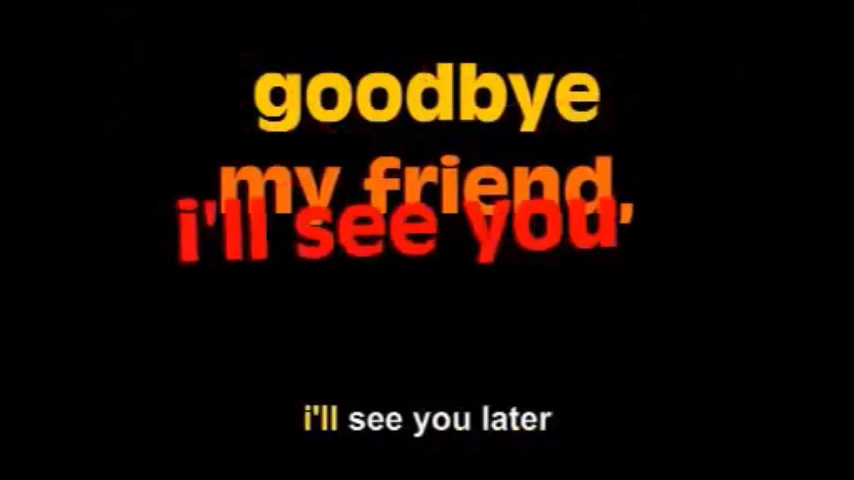 goodbye
my friend,
i'll see you
i'll see you later